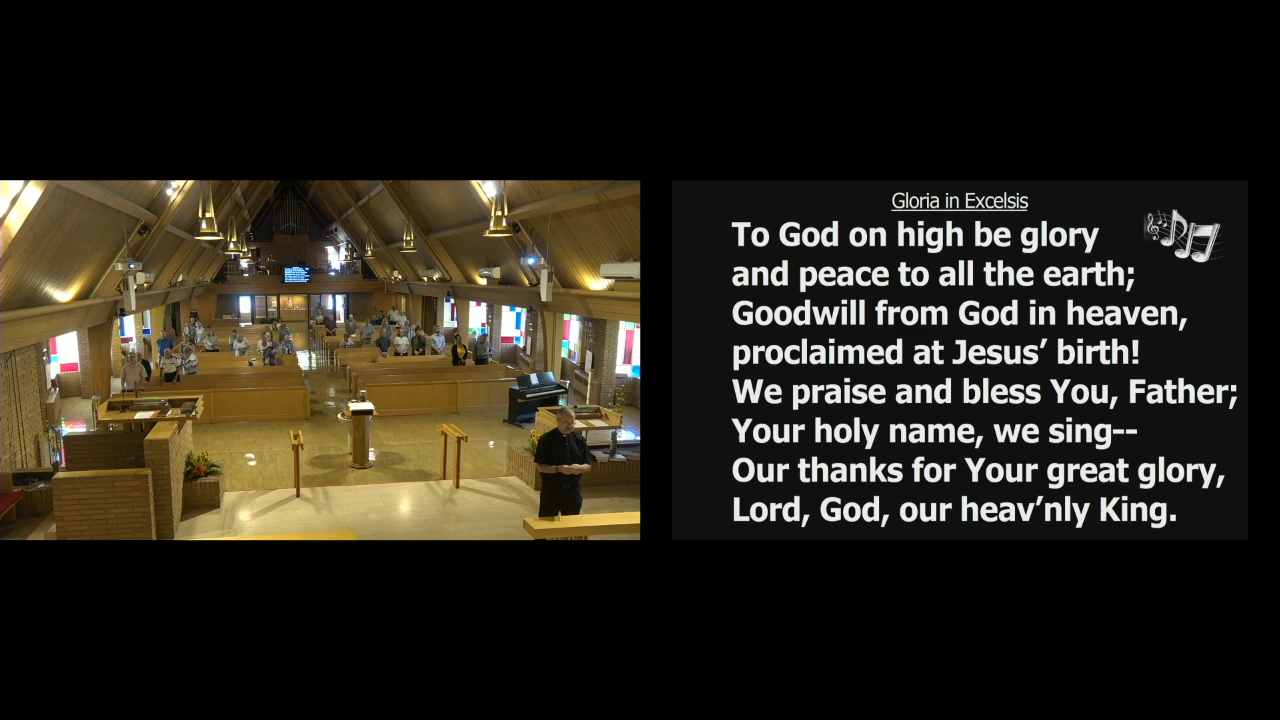 Gloria in Excelsis
To God on high be glory
and peace to all the earth;
Goodwill from God in heaven,
proclaimed at Jesus’ birth!
We praise and bless You, Father;
Your holy name, we sing--
Our thanks for Your great glory,
Lord, God, our heav’nly King.